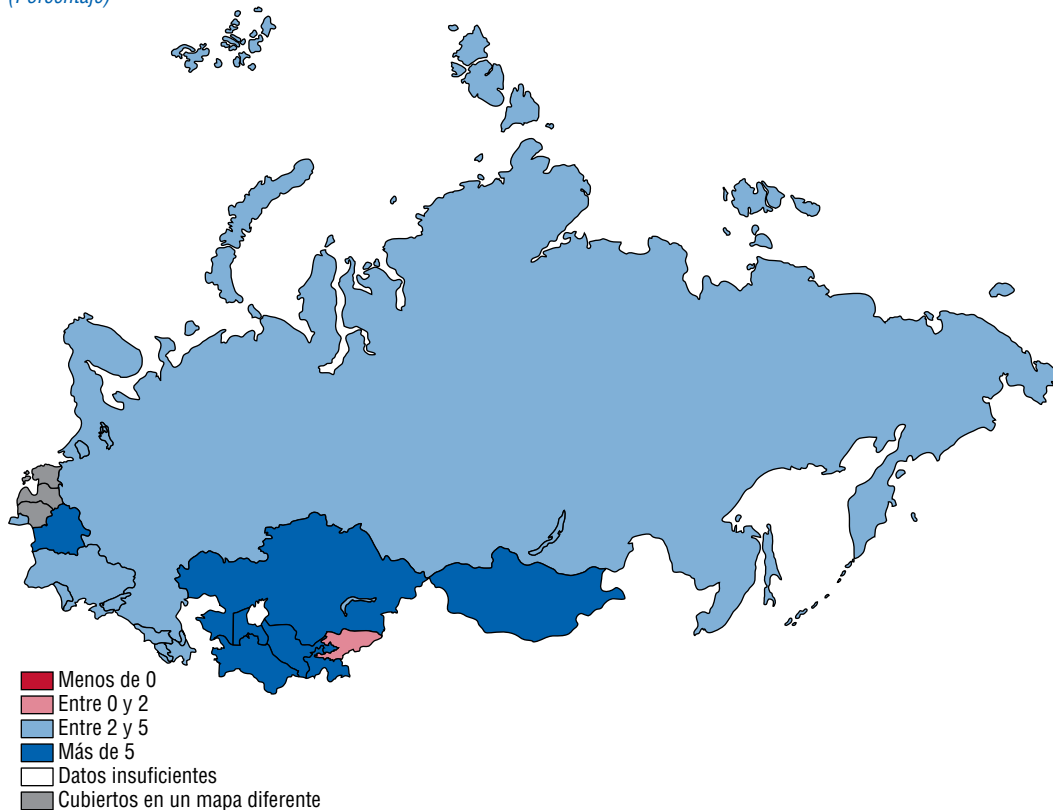 (Porcentaje)
Menos de 0
Entre 0 y 2
Entre 2 y 5
Más de 5
Datos insuficientes
Cubiertos en un mapa diferente